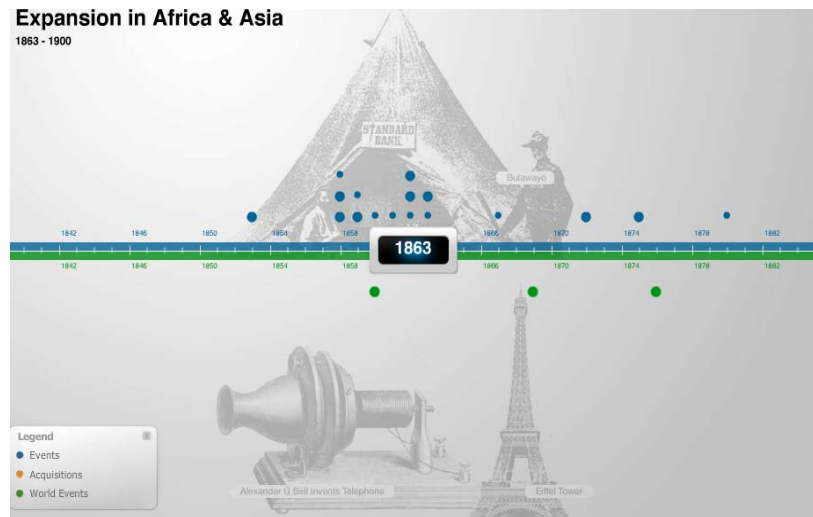 Expansion in Africa & Asia
1863 - 1900
STANDARD
BANK
Bulawayo
1842 1846 1850 1854 1858 1866 1870 1874 1878 1882
1863
1842 1846 1850 1854 1858 1866 1870 1874 1878 1882
Legend
Events
Acquisitions
World Events
Alexander G Bell invents Telephone
Eiffel Tower